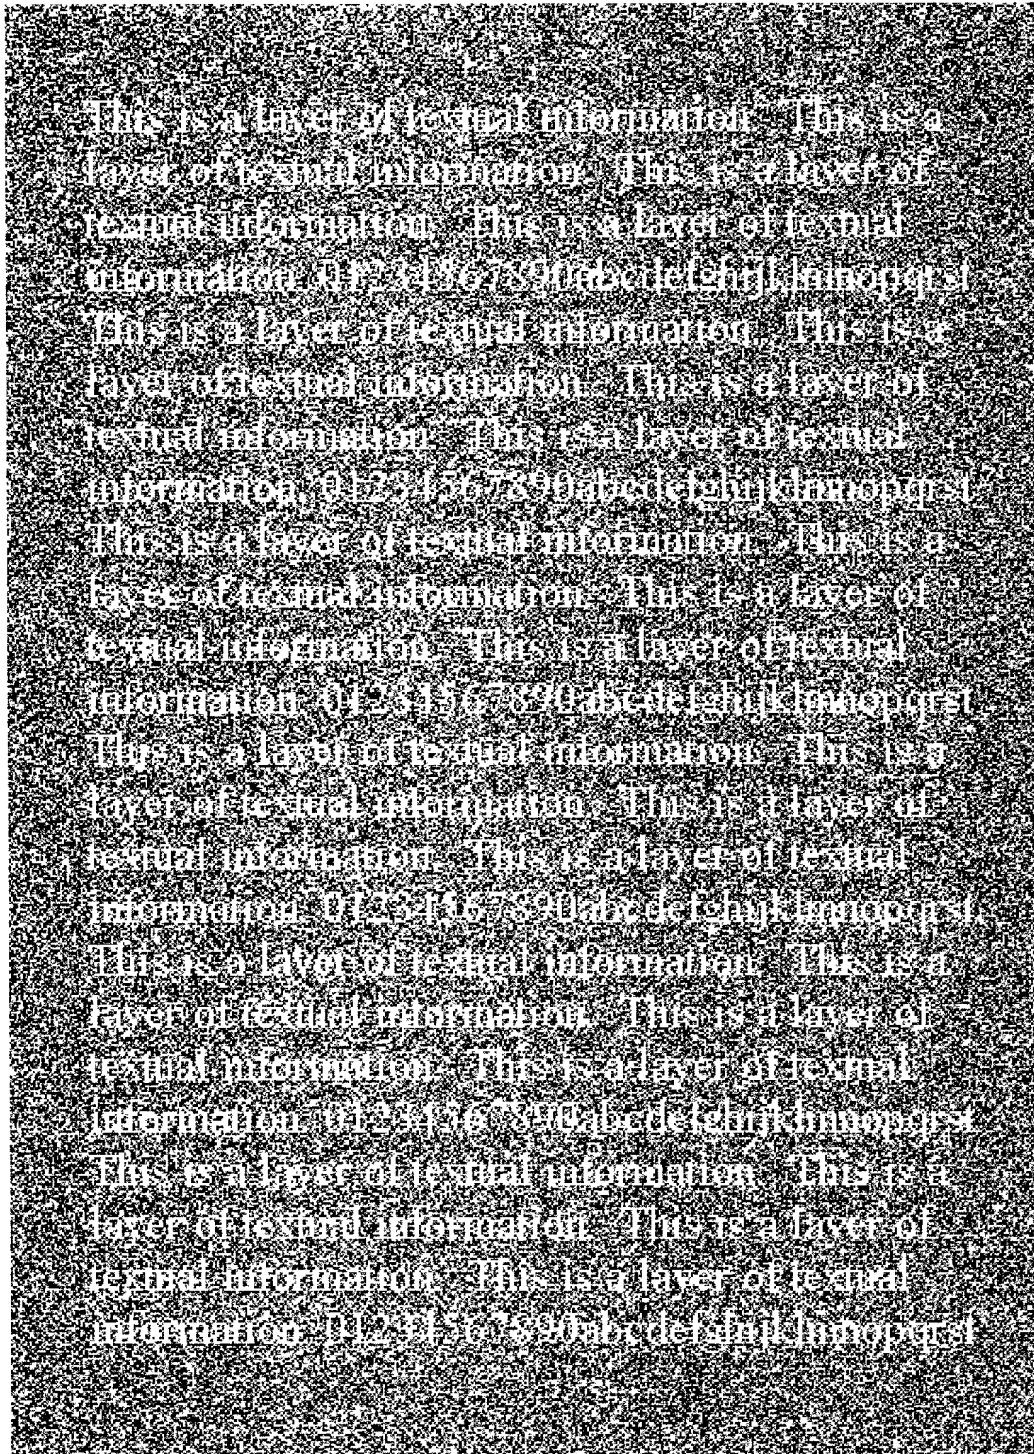 This is a layer of textual information. This is a
layer of textual information. This is a layer of
textual information. This is a layer of textual
information. 01234567890abcdefghijklmnopqrst
This is a layer of textual information. This is a
layer of textual information. This is a layer of
textual information. This is a layer of textual
information. 01234567890abcdefghijklmnopqrst
This is a layer of textual information. This is a
layer of textual information. This is a layer of
textual information. This is a layer of textual
information. 01234567890abcdefghijklmnopqrst
This is a layer of textual information. This is a
layer of textual information. This is a layer of
textual information. This is a layer of textual
information. 01234567890abcdefghijklmnopqrst
This is a layer of textual information. This is a
layer of textual information. This is a layer of
textual information. This is a layer of textual
information. 01234567890abcdefghijklmnopqrst
This is a layer of textual information. This is a
layer of textual information. This is a layer of
textual information. This is a layer of textual
information. 01234567890abcdefghijklmnopqrst